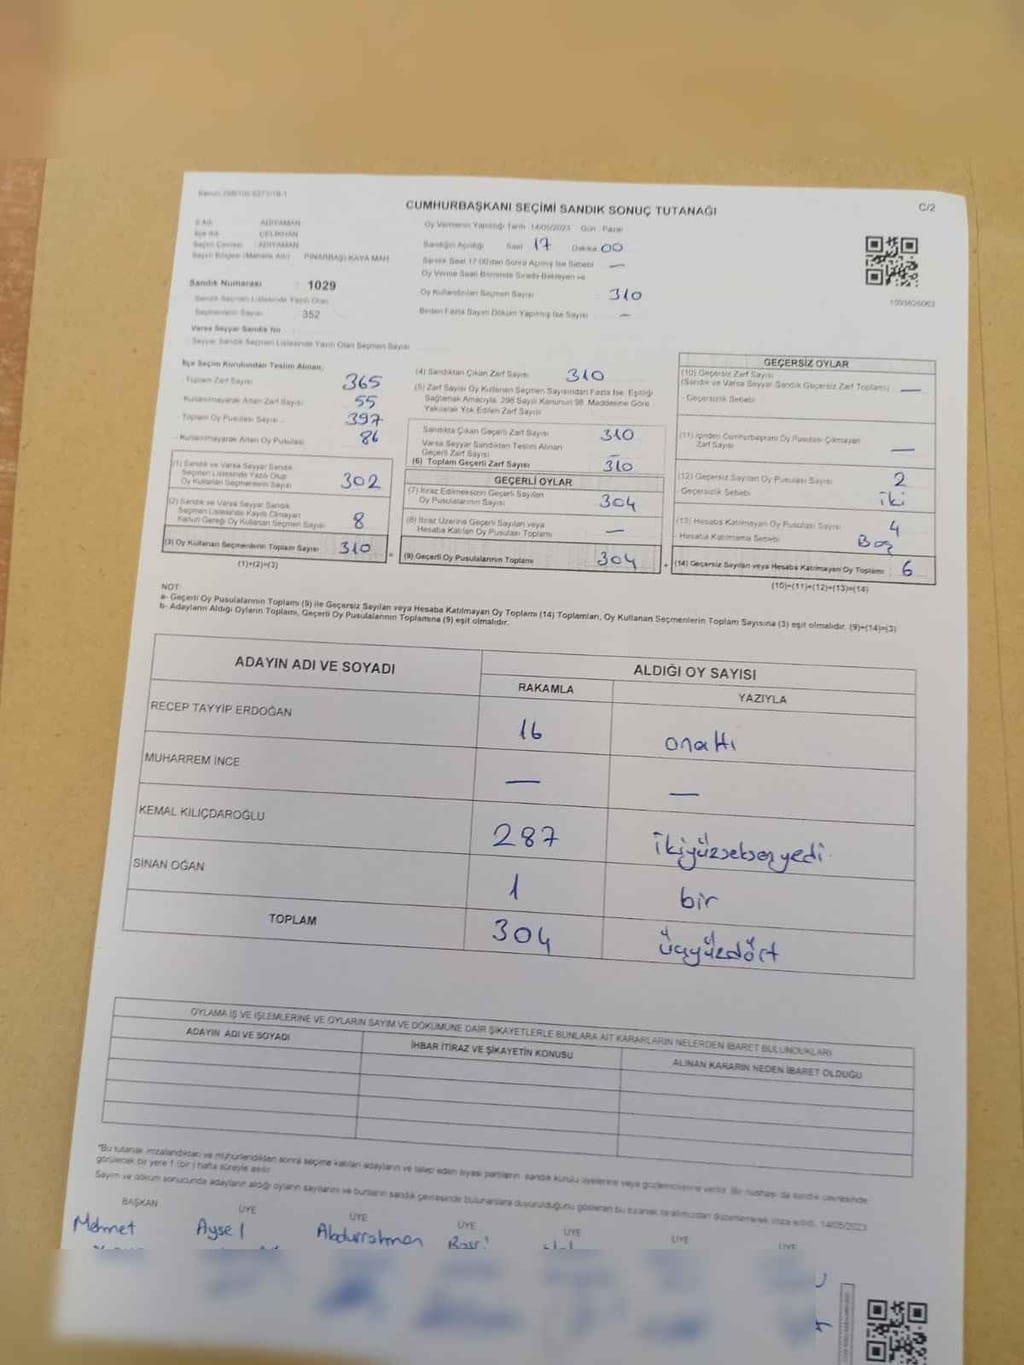 C/2
CUMHURBAŞKANI SEÇİMİ SANDIK SONUÇ TUTANAĞI
İl Adı ADIYAMAN
İlçe Adı ÇELİKHAN
Seçim Çevresi ADIYAMAN
Seçim Bölgesi (Mahalle Adı) PINARBAŞI KAYA MAH
Sandık Numarası : 1029
Sandık Seçmen Listesinde Yazılı Olan
Seçmenlerin Sayısı 352
Varsa Seyyar Sandık No
Seyyar Sandık Seçmen Listesinde Yazılı Olan Seçmen Sayısı
Oy Vermenin Yapıldığı Tarih 14/05/2023 Gün Pazar
Sandığın Açıldığı Saat 17 Dakika 00
Sandık Saat 17:00'den Sonra Açılmış İse Sebebi —
Oy Verme Saati Bitiminde Sırada Bekleyen ve
Oy Kullandırılan Seçmen Sayısı 310
Birden Fazla Sayım Döküm Yapılmış İse Sayısı —
İlçe Seçim Kurulundan Teslim Alınan;
- Toplam Zarf Sayısı 365
- Kullanılmayarak Artan Zarf Sayısı 55
- Toplam Oy Pusulası Sayısı 397
- Kullanılmayarak Artan Oy Pusulası 86
(1) Sandık ve Varsa Seyyar Sandık
Seçmen Listesinde Yazılı Olup
Oy Kullanan Seçmenlerin Sayısı 302
(2) Sandık ve Varsa Seyyar Sandık
Seçmen Listesinde Kayıtlı Olmayan
Kanun Gereği Oy Kullanan Seçmen Sayısı 8
(3) Oy Kullanan Seçmenlerin Toplam Sayısı 310
(1)+(2)=(3)
(4) Sandıktan Çıkan Zarf Sayısı 310
(5) Zarf Sayısı Oy Kullanan Seçmen Sayısından Fazla İse, Eşitliği
Sağlamak Amacıyla, 298 Sayılı Kanunun 98. Maddesine Göre
Yakılarak Yok Edilen Zarf Sayısı
Sandıkta Çıkan Geçerli Zarf Sayısı 310
Varsa Seyyar Sandıktan Teslim Alınan
Geçerli Zarf Sayısı —
(6) Toplam Geçerli Zarf Sayısı 310
GEÇERLİ OYLAR
(7) İtiraz Edilmeksizin Geçerli Sayılan
Oy Pusulalarının Sayısı 304
(8) İtiraz Üzerine Geçerli Sayılan veya
Hesaba Katılan Oy Pusulası Toplamı —
(9) Geçerli Oy Pusulalarının Toplamı 304
GEÇERSİZ OYLAR
(10) Geçersiz Zarf Sayısı
(Sandık ve Varsa Seyyar Sandık Geçersiz Zarf Toplamı) —
- Geçersizlik Sebebi
(11) İçinden Cumhurbaşkanı Oy Pusulası Çıkmayan
Zarf Sayısı —
(12) Geçersiz Sayılan Oy Pusulası Sayısı 2
- Geçersizlik Sebebi iki
(13) Hesaba Katılmayan Oy Pusulası Sayısı 4
- Hesaba Katılmama Sebebi Boş
(14) Geçersiz Sayılan veya Hesaba Katılmayan Oy Toplamı 6
(10)+(11)+(12)+(13)=(14)
NOT:
a- Geçerli Oy Pusulalarının Toplamı (9) ile Geçersiz Sayılan veya Hesaba Katılmayan Oy Toplamı (14) Toplamları, Oy Kullanan Seçmenlerin Toplam Sayısına (3) eşit olmalıdır. (9)+(14)=(3)
b- Adayların Aldığı Oyların Toplamı, Geçerli Oy Pusulalarının Toplamına (9) eşit olmalıdır.
ADAYIN ADI VE SOYADI ALDIĞI OY SAYISI
RAKAMLA YAZIYLA
RECEP TAYYİP ERDOĞAN 16 onaltı
MUHARREM İNCE — —
KEMAL KILIÇDAROĞLU 287 ikiyüzseksenyedi
SİNAN OĞAN 1 bir
TOPLAM 304 üçyüzdört
OYLAMA İŞ VE İŞLEMLERİNE VE OYLARIN SAYIM VE DÖKÜMÜNE DAİR ŞİKAYETLERLE BUNLARA AİT KARARLARIN NELERDEN İBARET BULUNDUKLARI
ADAYIN ADI VE SOYADI İHBAR İTİRAZ VE ŞİKAYETİN KONUSU ALINAN KARARIN NEDEN İBARET OLDUĞU
*Bu tutanak imzalandıktan ve mühürlendikten sonra seçime katılan adayların ve talep eden siyasi partilerin sandık kurulu üyelerine veya gözlemcilerine verilir. Bir nüshası da sandık çevresinde
görülecek bir yere 1 (bir) hafta süreyle asılır.
Sayım ve döküm sonucunda adayların aldığı oyların sayılarını ve bunların sandık çevresinde bulunanlara duyurulduğunu gösteren bu tutanak tarafımızdan düzenlenerek imza edildi. 14/05/2023
BAŞKAN ÜYE ÜYE ÜYE ÜYE ÜYE ÜYE
Mehmet Aysel Abdurrahman